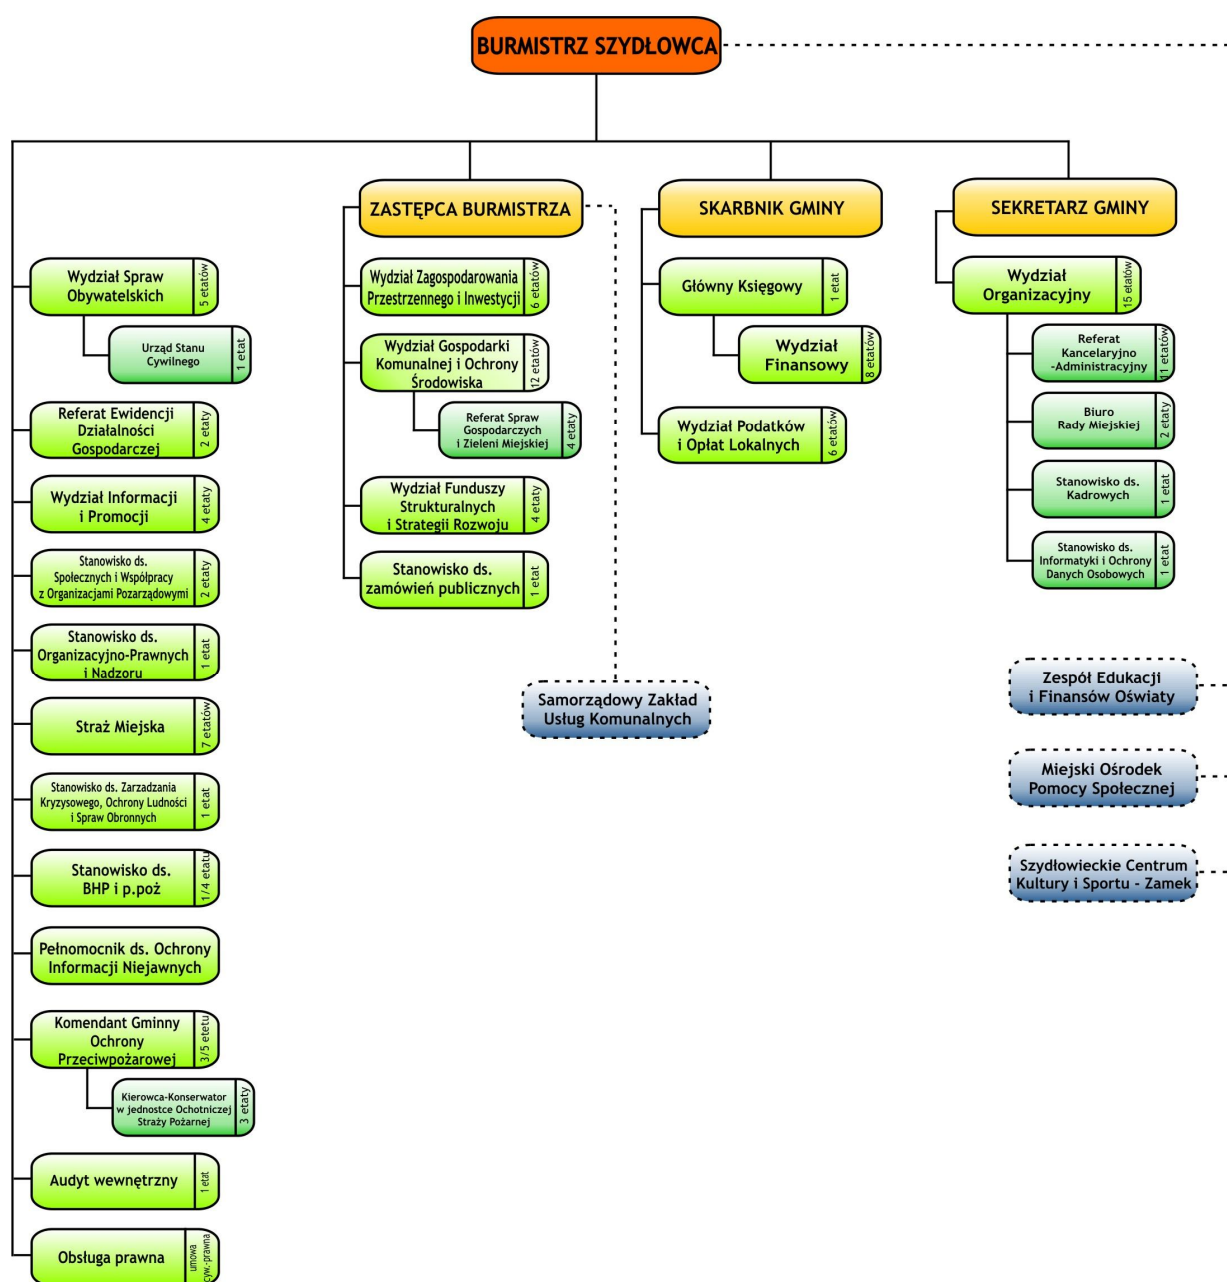 BURMISTRZ SZYDŁOWCA
ZASTĘPCA BURMISTRZA
SKARBNIK GMINY
SEKRETARZ GMINY
Wydział Spraw
Obywatelskich
5 etatów
Urząd Stanu
Cywilnego
1 etat
Referat Ewidencji
Działalności
Gospodarczej
2 etaty
Wydział Informacji
i Promocji
4 etaty
Stanowisko ds.
Społecznych i Współpracy
z Organizacjami Pozarządowymi
2 etaty
Stanowisko ds.
Organizacyjno-Prawnych
i Nadzoru
1 etat
Straż Miejska
7 etatów
Stanowisko ds. Zarzadzania
Kryzysowego, Ochrony Ludności
i Spraw Obronnych
1 etat
Stanowisko ds.
BHP i p.poż
1/4 etatu
Pełnomocnik ds. Ochrony
Informacji Niejawnych
Komendant Gminny
Ochrony
Przeciwpożarowej
3/5 etetu
Kierowca-Konserwator
w jednostce Ochotniczej
Straży Pożarnej
3 etaty
Audyt wewnętrzny
1 etat
Obsługa prawna
umowa
cyw.-prawna
Wydział Zagospodarowania
Przestrzennego i Inwestycji
6 etatów
Wydział Gospodarki
Komunalnej i Ochrony
Środowiska
12 etatów
Referat Spraw
Gospodarczych
i Zieleni Miejskiej
4 etaty
Wydział Funduszy
Strukturalnych
i Strategii Rozwoju
4 etaty
Stanowisko ds.
zamówień publicznych
1 etat
Samorządowy Zakład
Usług Komunalnych
Główny Księgowy
1 etat
Wydział
Finansowy
8 etatów
Wydział Podatków
i Opłat Lokalnych
6 etatów
Wydział
Organizacyjny
15 etatów
Referat
Kancelaryjno
-Administracyjny
11 etatów
Biuro
Rady Miejskiej
2 etaty
Stanowisko ds.
Kadrowych
1 etat
Stanowisko ds.
Informatyki i Ochrony
Danych Osobowych
1 etat
Zespół Edukacji
i Finansów Oświaty
Miejski Ośrodek
Pomocy Społecznej
Szydłowieckie Centrum
Kultury i Sportu - Zamek